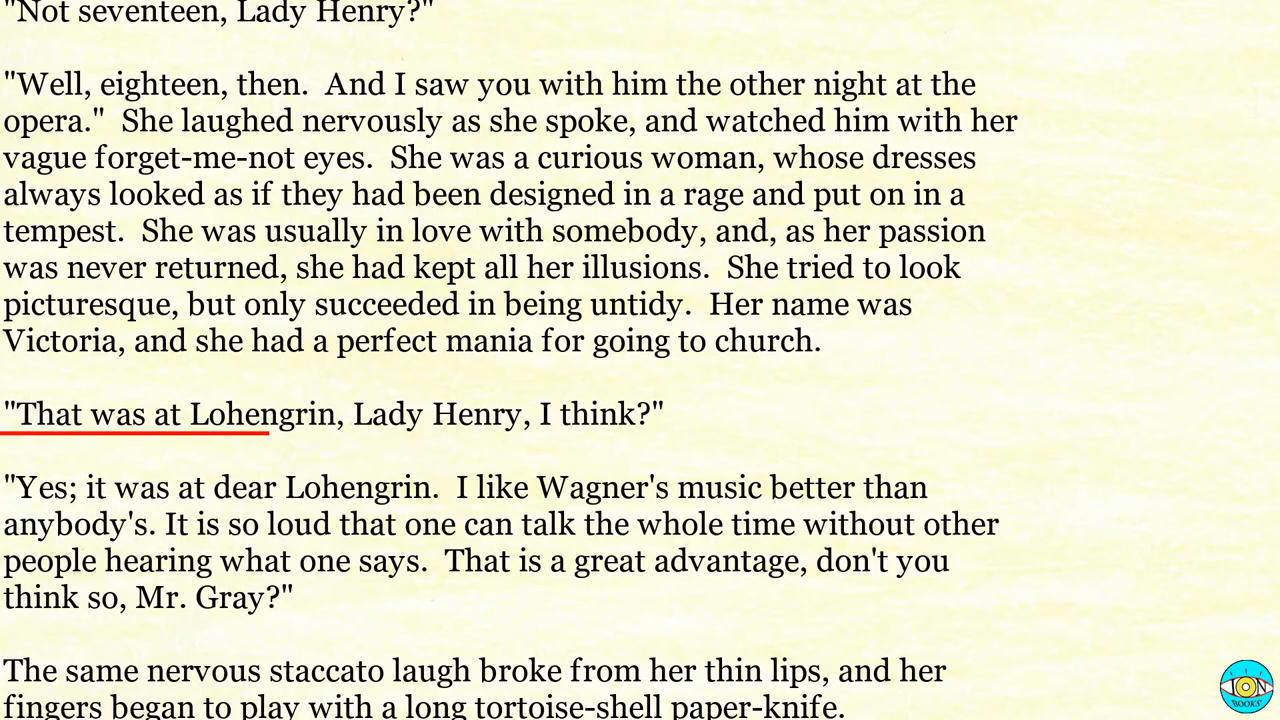 "Not seventeen, Lady Henry?"
"Well, eighteen, then.  And I saw you with him the other night at the
opera."  She laughed nervously as she spoke, and watched him with her
vague forget-me-not eyes.  She was a curious woman, whose dresses
always looked as if they had been designed in a rage and put on in a
tempest.  She was usually in love with somebody, and, as her passion
was never returned, she had kept all her illusions.  She tried to look
picturesque, but only succeeded in being untidy.  Her name was
Victoria, and she had a perfect mania for going to church.
"That was at Lohengrin, Lady Henry, I think?"
"Yes; it was at dear Lohengrin.  I like Wagner's music better than
anybody's. It is so loud that one can talk the whole time without other
people hearing what one says.  That is a great advantage, don't you
think so, Mr. Gray?"
The same nervous staccato laugh broke from her thin lips, and her
fingers began to play with a long tortoise-shell paper-knife.
ION
BOOKS